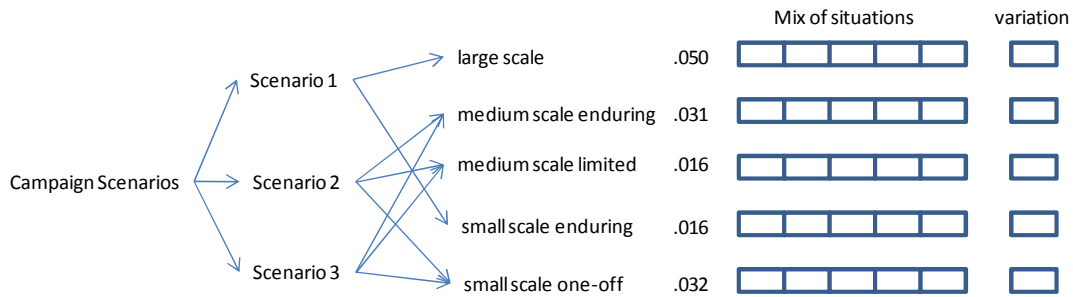 Mix of situations variation
large scale .050
Scenario 1
medium scale enduring .031
medium scale limited .016
Campaign Scenarios Scenario 2
small scale enduring .016
Scenario 3
small scale one-off .032